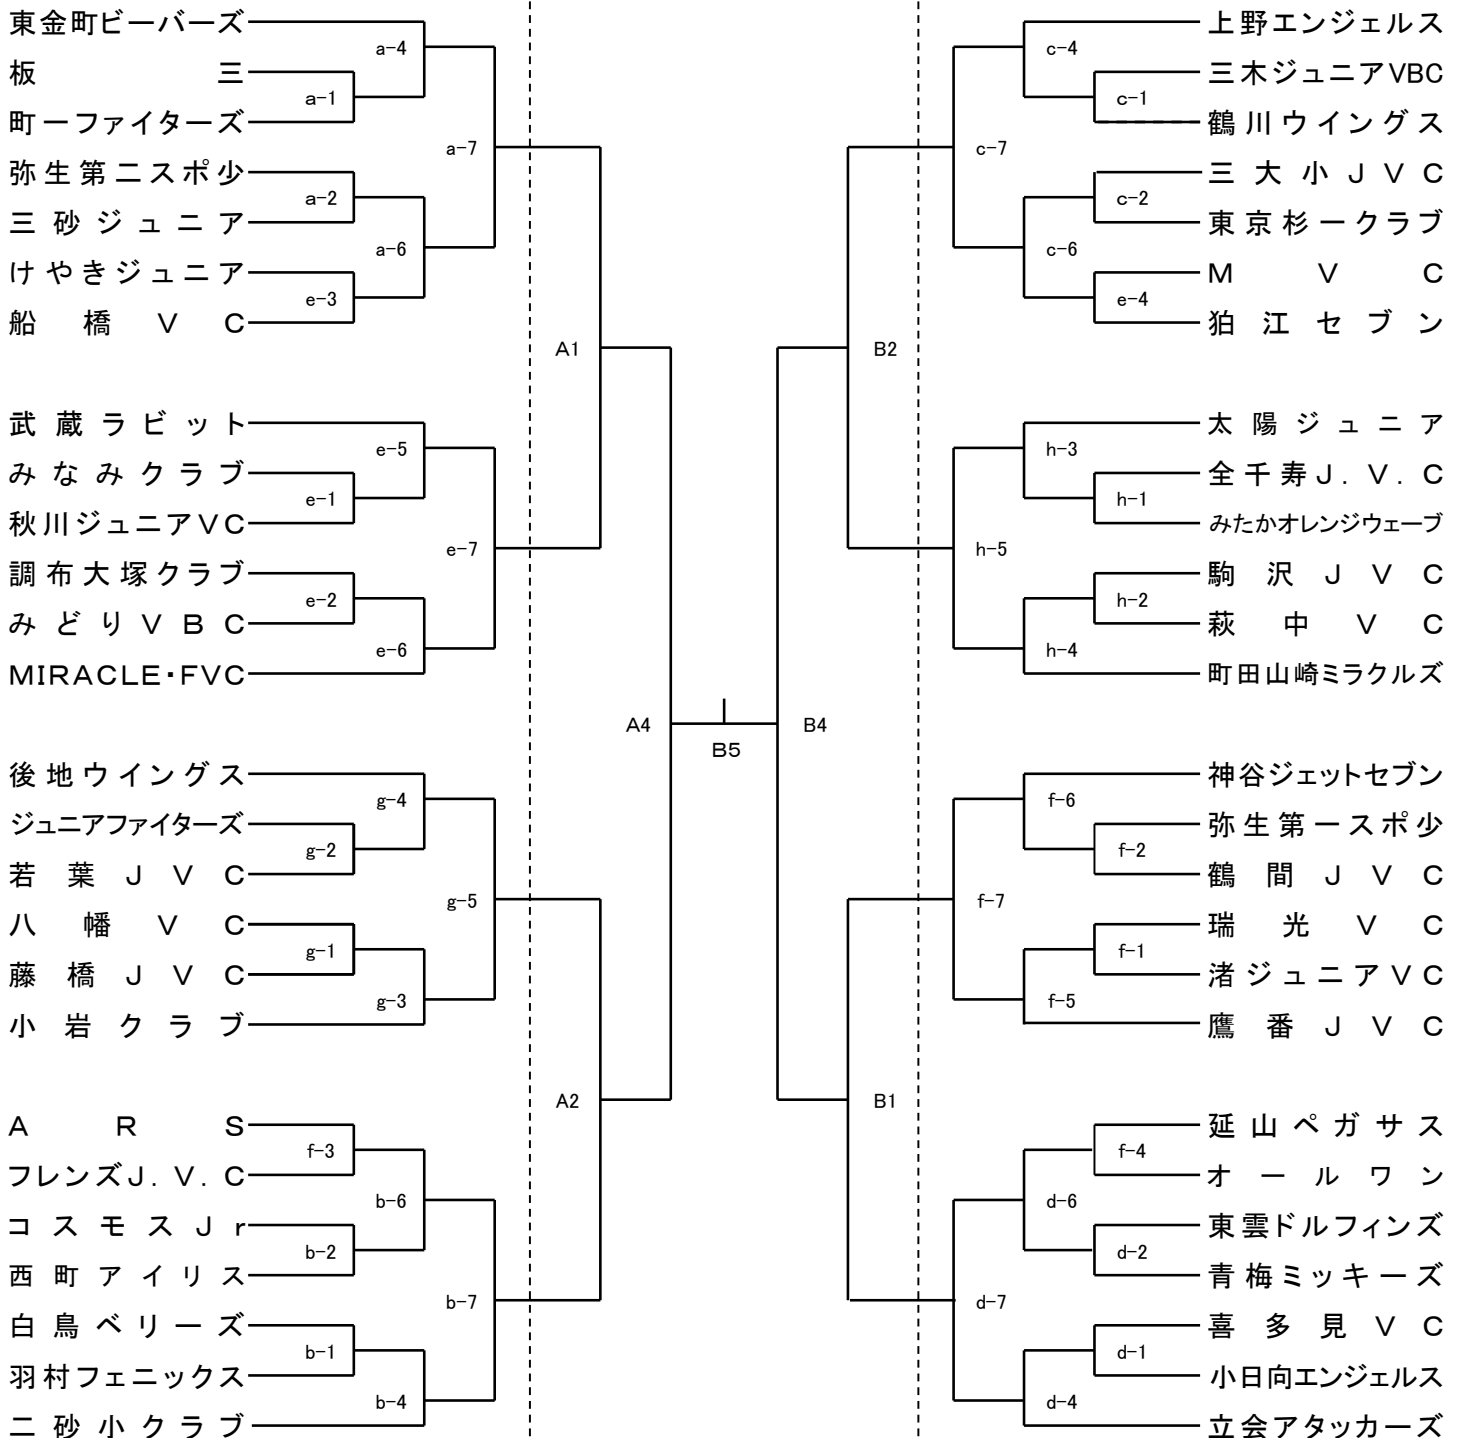 東金町ビーバーズ
a-4
板三
a-1
町一ファイターズ
a-7
弥生第二スポ少
a-2
三砂ジュニア
a-6
けやきジュニア
e-3
船橋VC
A1
武蔵ラビット
e-5
みなみクラブ
e-1
秋川ジュニアVC
e-7
調布大塚クラブ
e-2
みどりVBC
e-6
MIRACLE・FVC
A4
後地ウイングス
g-4
ジュニアファイターズ
g-2
若葉JVC
g-5
八幡VC
g-1
藤橋JVC
g-3
小岩クラブ
A2
ARS
f-3
フレンズJ.V.C
b-6
コスモスJr
b-2
西町アイリス
b-7
白鳥ベリーズ
b-1
羽村フェニックス
b-4
二砂小クラブ
B5
上野エンジェルス
c-4
三木ジュニアVBC
c-1
鶴川ウイングス
c-7
三大小JVC
c-2
東京杉一クラブ
c-6
MVC
e-4
狛江セブン
B2
太陽ジュニア
h-3
全千寿J.V.C
h-1
みたかオレンジウェーブ
h-5
駒沢JVC
h-2
萩中VC
h-4
町田山崎ミラクルズ
B4
神谷ジェットセブン
f-6
弥生第一スポ少
f-2
鶴間JVC
f-7
瑞光VC
f-1
渚ジュニアVC
f-5
鷹番JVC
B1
延山ペガサス
f-4
オールワン
d-6
東雲ドルフィンズ
d-2
青梅ミッキーズ
d-7
喜多見VC
d-1
小日向エンジェルス
d-4
立会アタッカーズ